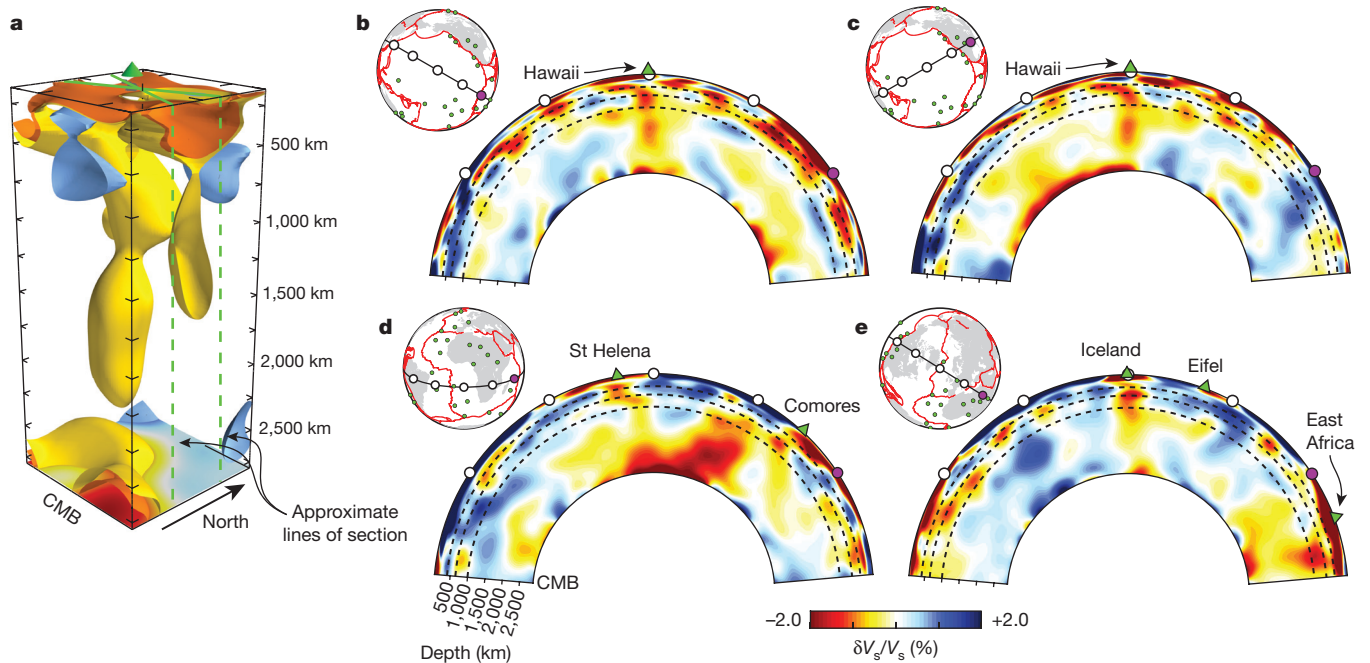 a
500 km
1,000 km
1,500 km
2,000 km
2,500 km
CMB
North
Approximate
lines of section
b
Hawaii
c
Hawaii
d
St Helena
Comores
CMB
500
1,000
1,500
2,000
2,500
Depth (km)
e
Iceland
Eifel
East
Africa
–2.0
+2.0
δVs/Vs (%)